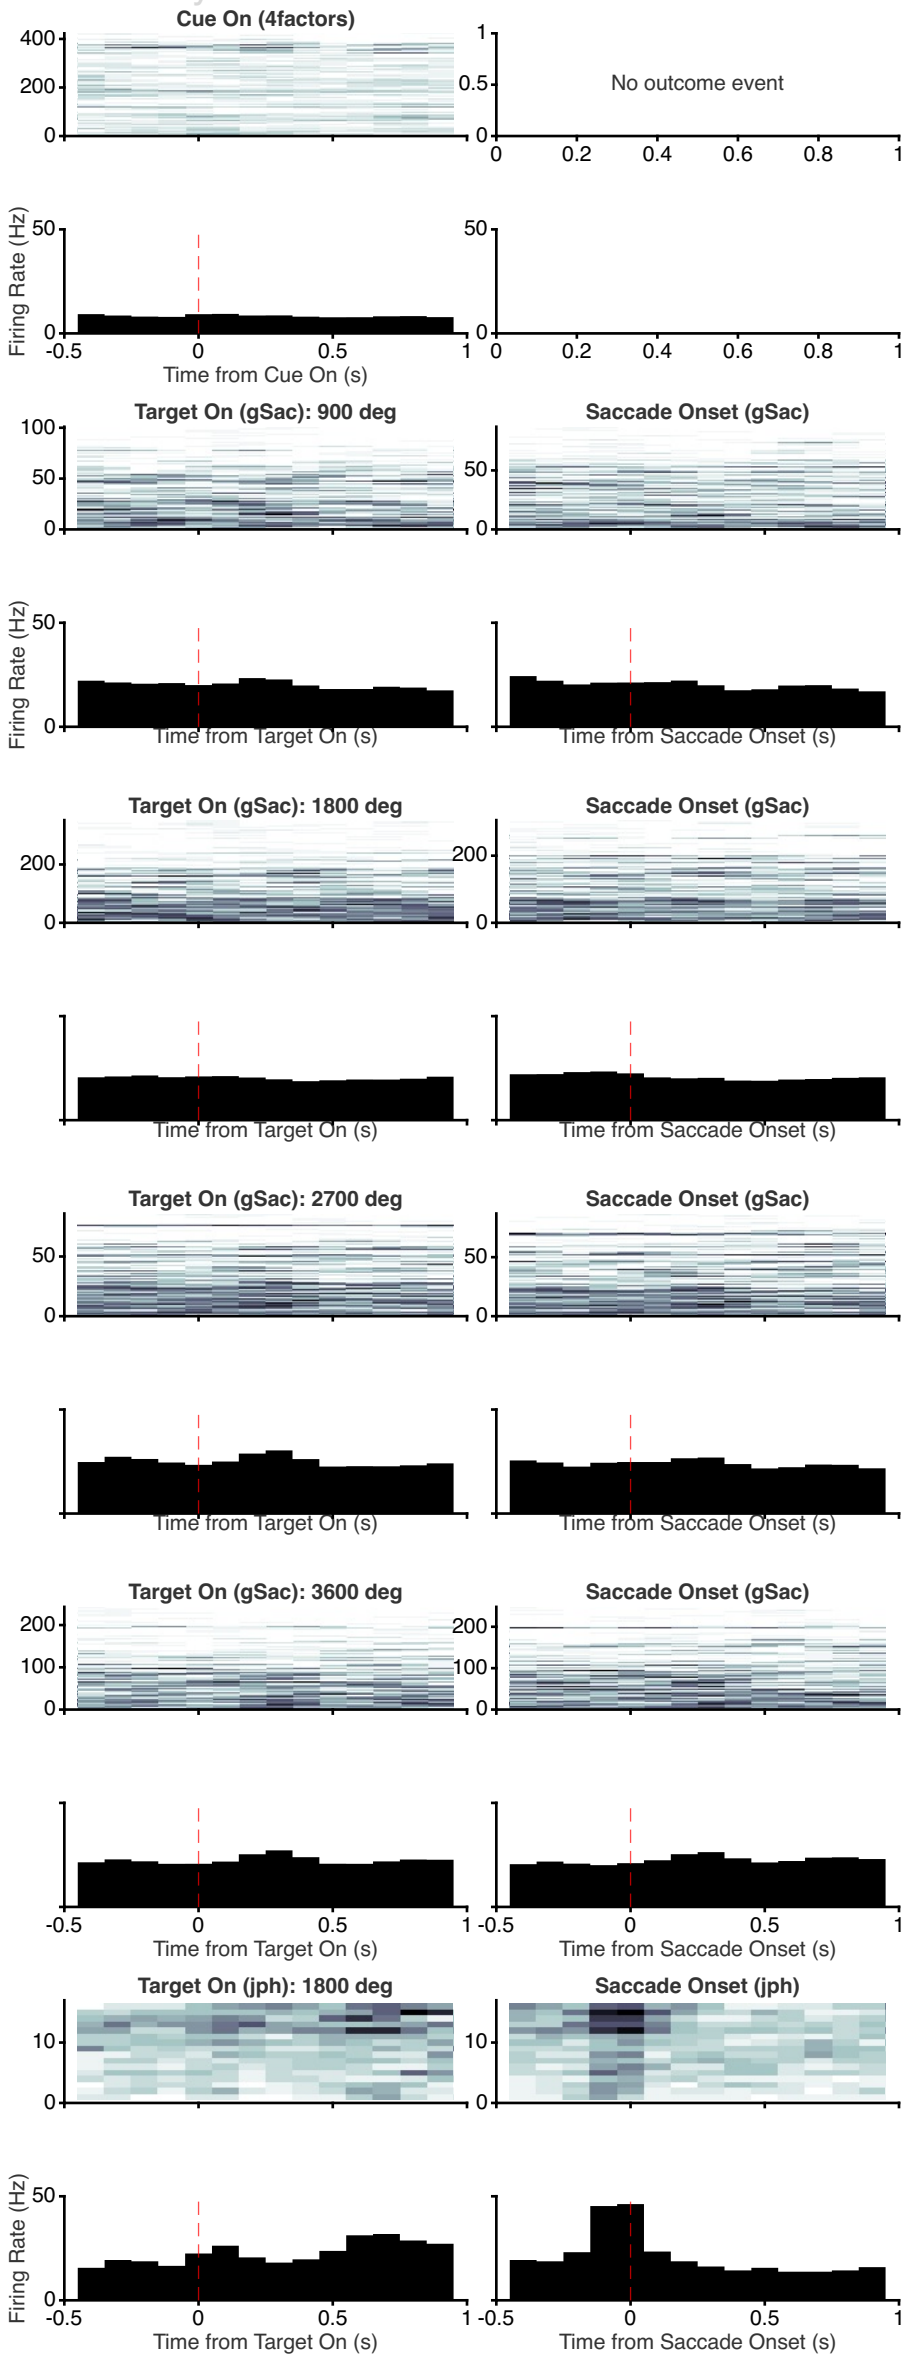 Cue On (4factors)
400
200
0
1
0.5
0
No outcome event
0 0.2 0.4 0.6 0.8 1
Firing Rate (Hz)
50
0
-0.5 0 0.5 1
Time from Cue On (s)
50
0
0 0.2 0.4 0.6 0.8 1
Target On (gSac): 900 deg
100
50
0
Saccade Onset (gSac)
50
0
Firing Rate (Hz)
50
0
Time from Target On (s)
Time from Saccade Onset (s)
Target On (gSac): 1800 deg
200
0
Saccade Onset (gSac)
200
0
Time from Target On (s)
Time from Saccade Onset (s)
Target On (gSac): 2700 deg
50
0
Saccade Onset (gSac)
50
0
Time from Target On (s)
Time from Saccade Onset (s)
Target On (gSac): 3600 deg
200
100
0
Saccade Onset (gSac)
200
100
0
-0.5 0 0.5 1
Time from Target On (s)
-0.5 0 0.5 1
Time from Saccade Onset (s)
Target On (jph): 1800 deg
10
0
Saccade Onset (jph)
10
0
Firing Rate (Hz)
50
0
-0.5 0 0.5 1
Time from Target On (s)
-0.5 0 0.5 1
Time from Saccade Onset (s)